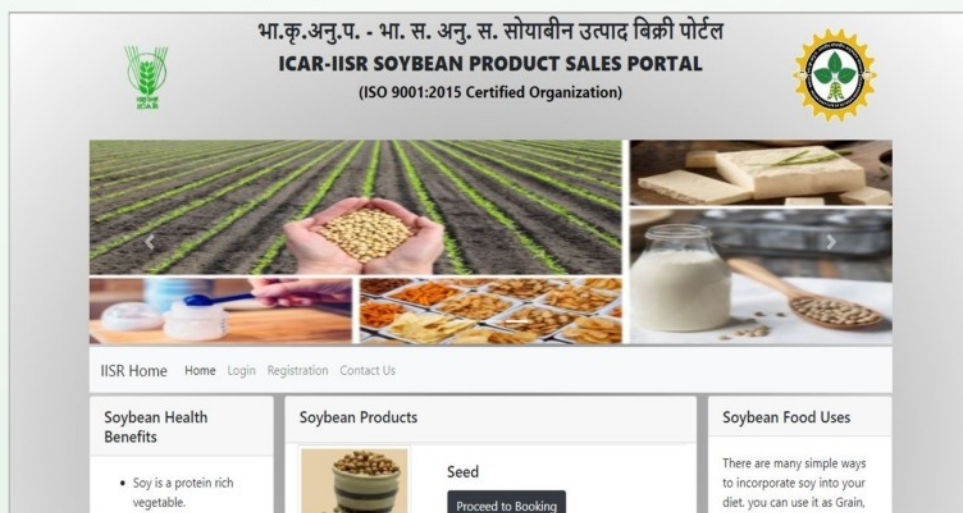 भा.कृ.अनु.प. - भा. स. अनु. स. सोयाबीन उत्पाद बिक्री पोर्टल
ICAR-IISR SOYBEAN PRODUCT SALES PORTAL
(ISO 9001:2015 Certified Organization)
ICAR
IISR Home Home Login Registration Contact Us
Soybean Health
Benefits
Soy is a protein rich
vegetable.
Soybean Products
Seed
Proceed to Booking
Soybean Food Uses
There are many simple ways
to incorporate soy into your
diet. you can use it as Grain,